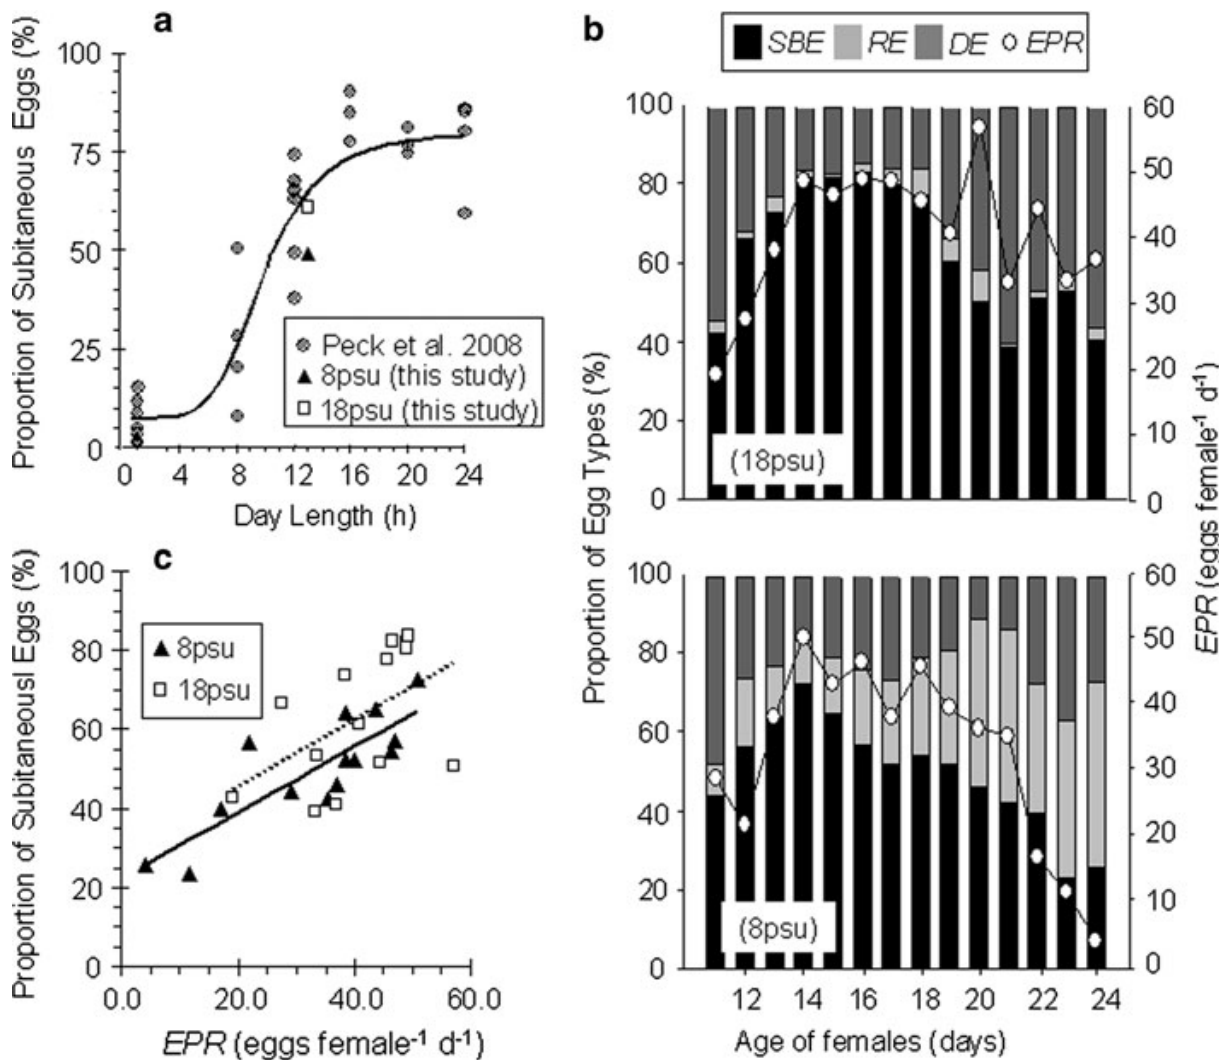 a
Proportion of Subitaneous Eggs (%)
100
75
50
25
0
0 4 8 12 16 20 24
Day Length (h)
Peck et al. 2008
8psu (this study)
18psu (this study)
b
SBE RE DE EPR
Proportion of Egg Types (%)
100
80
60
40
20
0
(18psu)
60
50
40
30
20
10
0
EPR (eggs female-1 d-1)
100
80
60
40
20
0
(8psu)
60
50
40
30
20
10
0
12 14 16 18 20 22 24
Age of females (days)
c
Proportion of Subitaneousl Eggs (%)
100
80
60
40
20
0
8psu
18psu
0.0 20.0 40.0 60.0
EPR (eggs female-1 d-1)